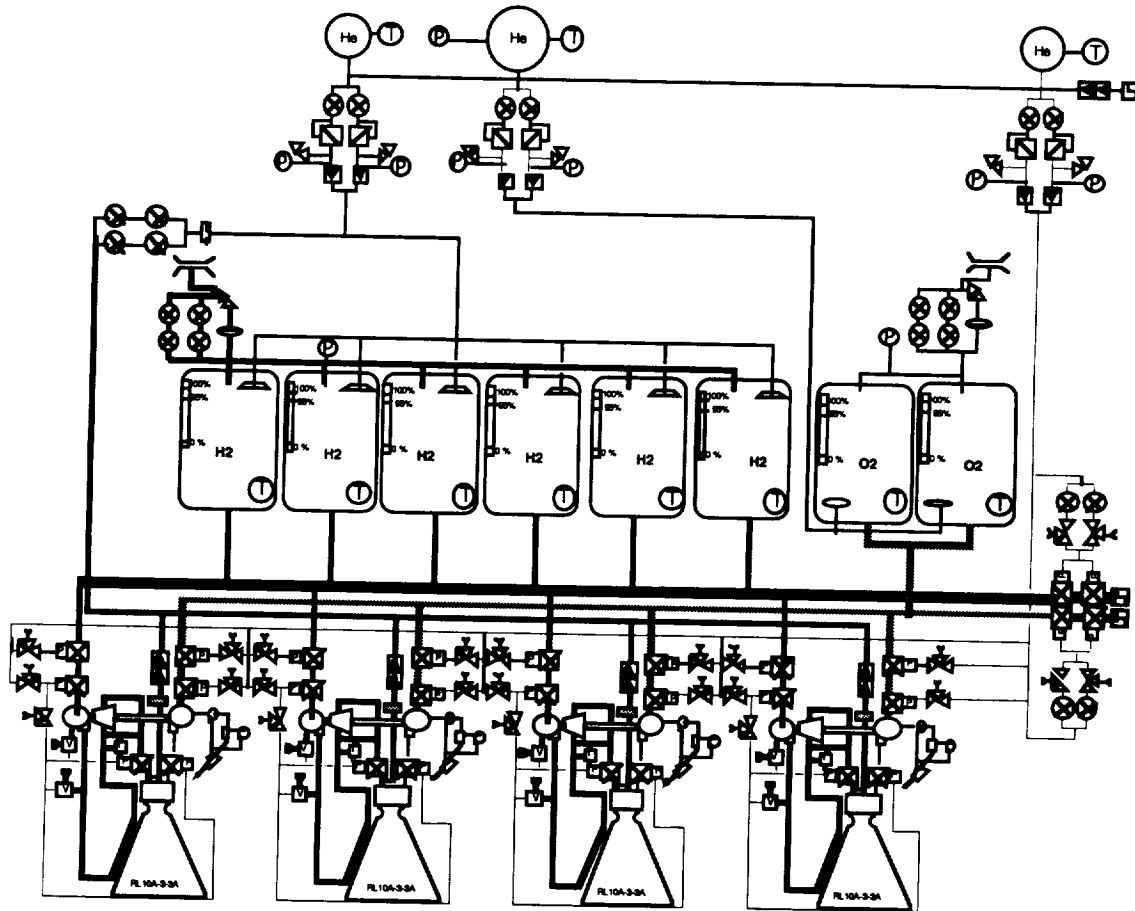 He T
P He T
He T
P P
P P
P P
P
P
100% 95% 0 % H2 T
100% 95% 0 % H2 T
100% 95% 0 % H2 T
100% 95% 0 % H2 T
100% 95% 0 % H2 T
100% 95% 0 % H2 T
100% 95% 0 % O2 T
100% 95% 0 % O2 T
RL10A-3-3A
RL10A-3-3A
RL10A-3-3A
RL10A-3-3A